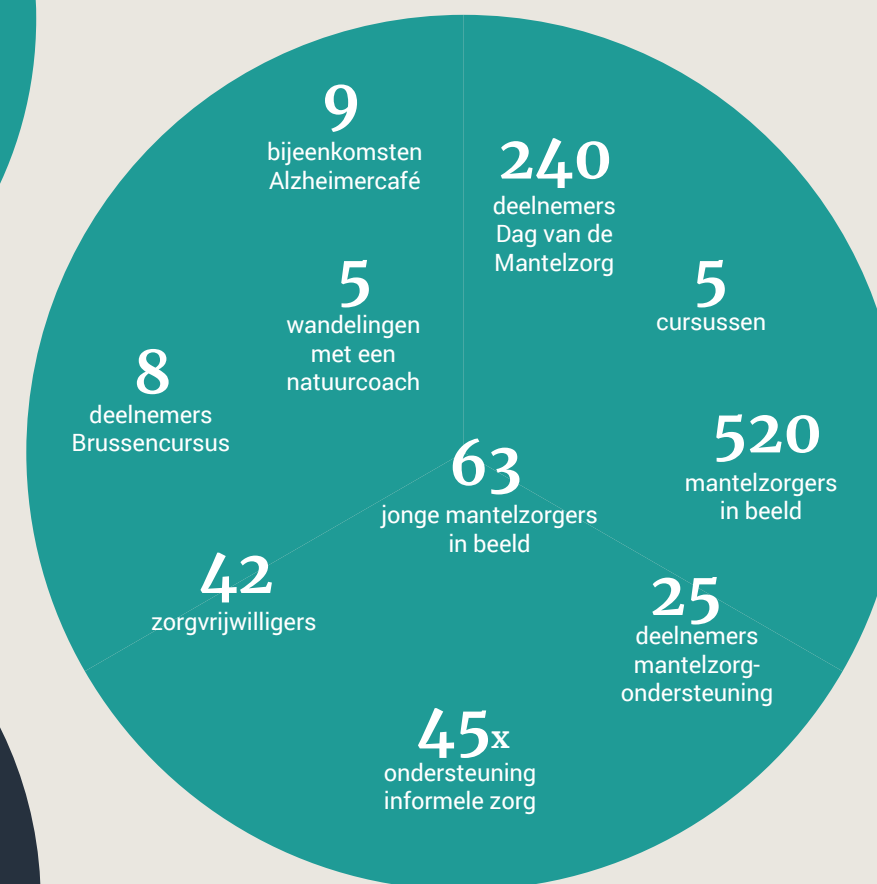 9
bijeenkomsten
Alzheimercafé
240
deelnemers
Dag van de
Mantelzorg
5
wandelingen
met een
natuurcoach
5
cursussen
8
deelnemers
Brussencursus
520
mantelzorgers
in beeld
63
jonge mantelzorgers
in beeld
42
zorgvrijwilligers
25
deelnemers
mantelzorg-
ondersteuning
45x
ondersteuning
informele zorg